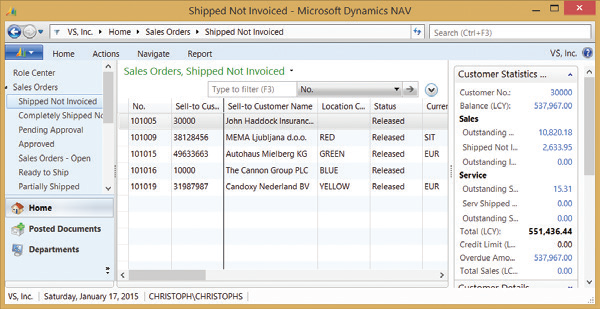 Shipped Not Invoiced - Microsoft Dynamics NAV
VS, Inc. Home Sales Orders Shipped Not Invoiced
Search (Ctrl+F3)
Home Actions Navigate Report VS, Inc.
Role Center
Sales Orders
Shipped Not Invoiced
Completely Shipped No
Pending Approval
Approved
Sales Orders - Open
Ready to Ship
Partially Shipped
Home
Posted Documents
Departments
Sales Orders, Shipped Not Invoiced
Type to filter (F3) No.
No. Sell-to Cus... Sell-to Customer Name Location C... Status Curren
101005 30000 John Haddock Insuranc... Released
101009 38128456 MEMA Ljubljana d.o.o. RED Released SIT
101015 49633663 Autohaus Mielberg KG GREEN Released EUR
101016 10000 The Cannon Group PLC BLUE Released
101019 31987987 Candoxy Nederland BV YELLOW Released EUR
Customer Statistics ...
Customer No.: 30000
Balance (LCY): 537,967.00
Sales
Outstanding ... 10,820.18
Shipped Not I... 2,633.95
Outstanding I... 0.00
Service
Outstanding S... 15.31
Serv Shipped ... 0.00
Outstanding S... 0.00
Total (LCY): 551,436.44
Credit Limit (L... 0.00
Overdue Amo... 537,967.00
Total Sales (LC... 0.00
Customer Details
VS, Inc. Saturday, January 17, 2015 CHRISTOPH\CHRISTOPHS